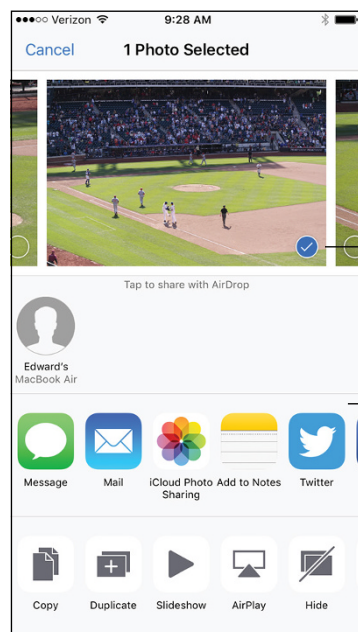 Verizon 9:28 AM
Cancel 1 Photo Selected
Tap to share with AirDrop
Edward's
MacBook Air
Message Mail iCloud Photo Sharing Add to Notes Twitter
Copy Duplicate Slideshow AirPlay Hide